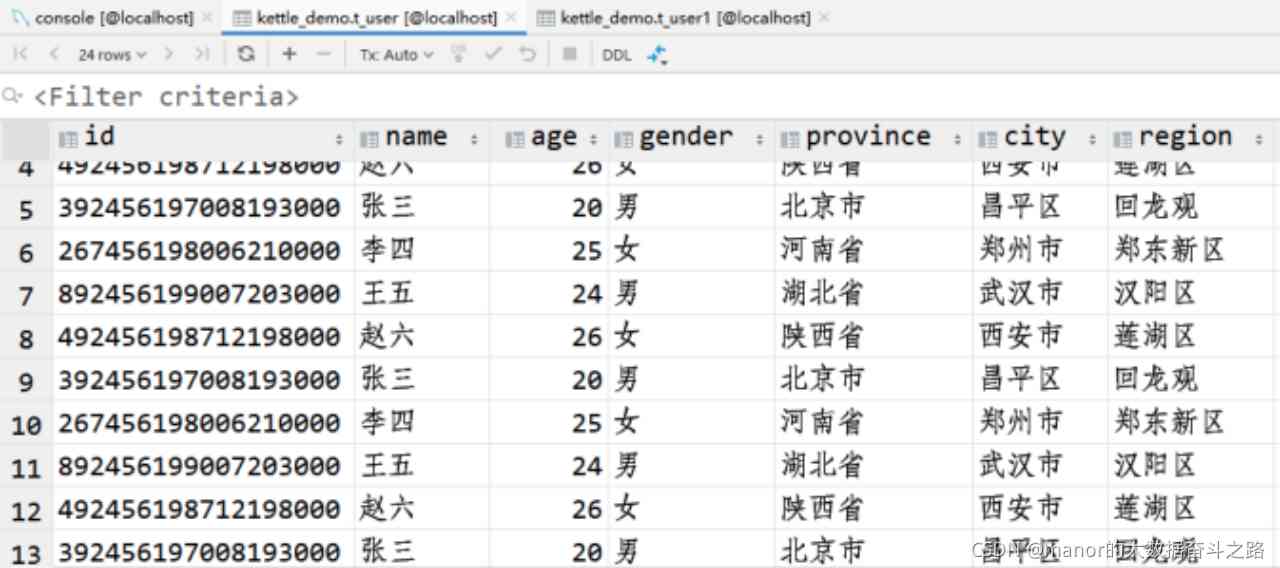 console [@localhost] kettle_demo.t_user [@localhost] kettle_demo.t_user1 [@localhost]
24 rows Tx: Auto DDL
<Filter criteria>
id name age gender province city region
4 492456198712198000 赵六 26 女 陕西省 西安市 莲湖区
5 392456197008193000 张三 20 男 北京市 昌平区 回龙观
6 267456198006210000 李四 25 女 河南省 郑州市 郑东新区
7 892456199007203000 王五 24 男 湖北省 武汉市 汉阳区
8 492456198712198000 赵六 26 女 陕西省 西安市 莲湖区
9 392456197008193000 张三 20 男 北京市 昌平区 回龙观
10 267456198006210000 李四 25 女 河南省 郑州市 郑东新区
11 892456199007203000 王五 24 男 湖北省 武汉市 汉阳区
12 492456198712198000 赵六 26 女 陕西省 西安市 莲湖区
13 392456197008193000 张三 20 男 北京市 昌平区 回龙观
CSDN @manor的大数据奋斗之路